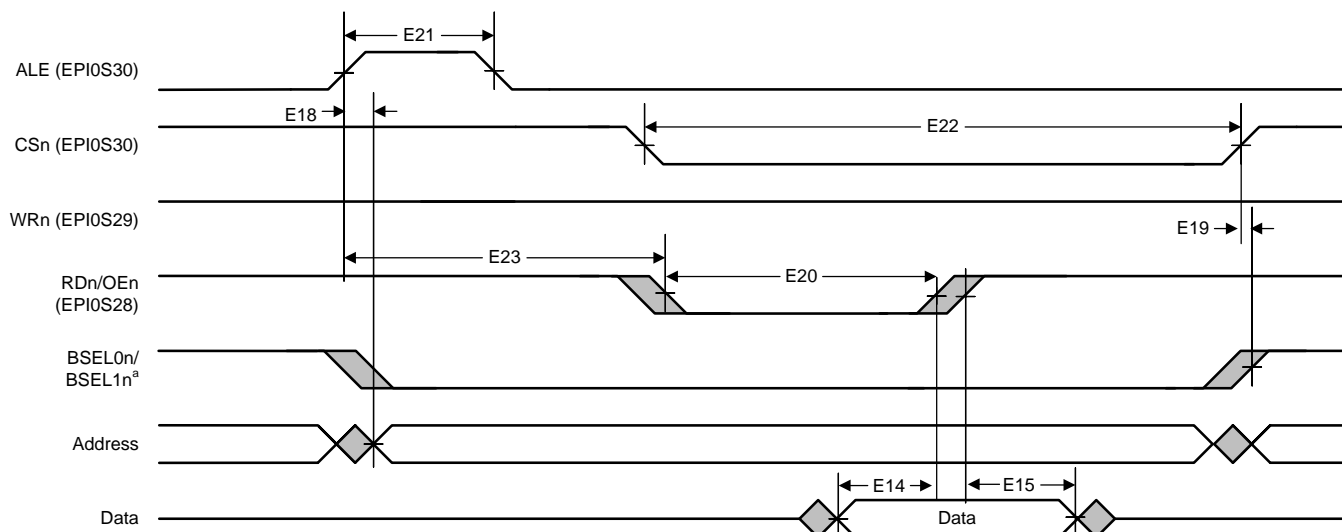 E21
ALE (EPI0S30)
E18
E22
CSn (EPI0S30)
WRn (EPI0S29)
E19
E23
E20
RDn/OEn
(EPI0S28)
BSEL0n/
BSEL1nª
Address
E14
E15
Data
Data